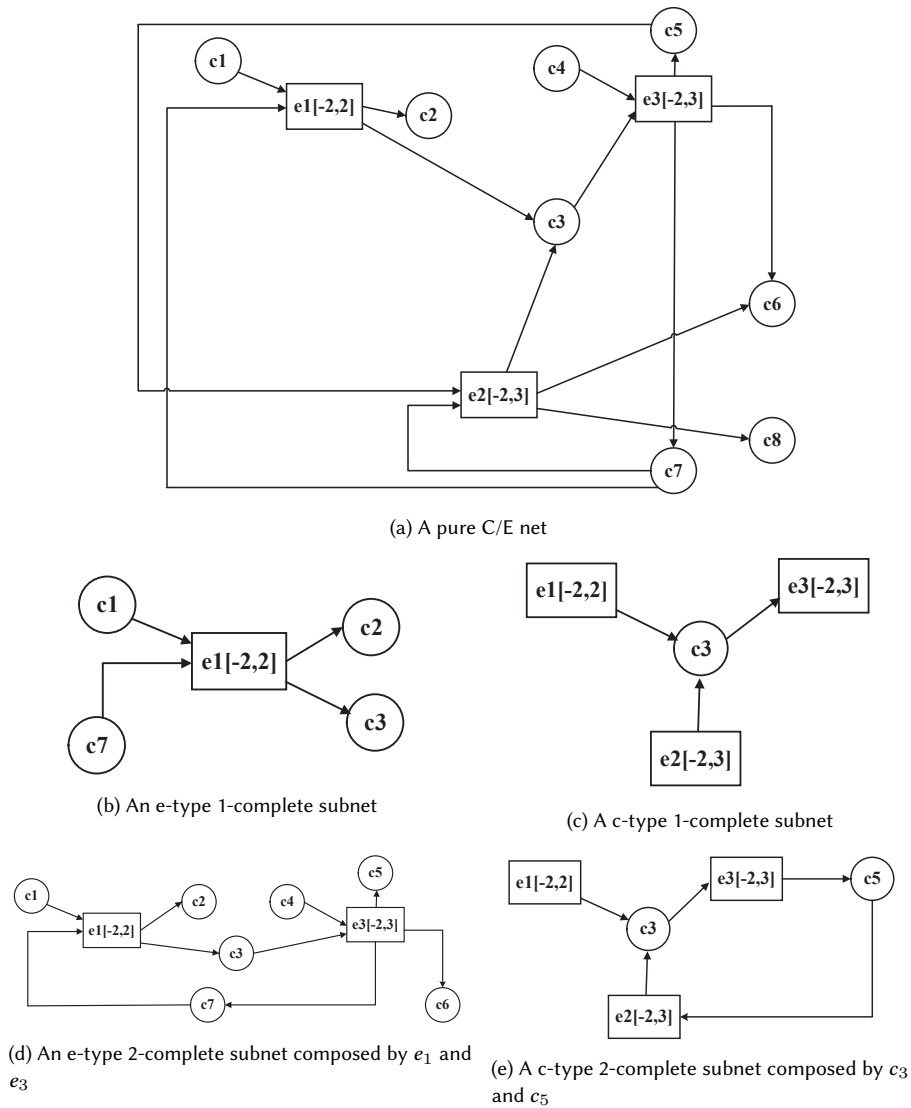 c5
c1
c4
e1[-2,2]
e3[-2,3]
c2
c3
c6
e2[-2,3]
c8
c7
(a) A pure C/E net
c1
c2
e1[-2,2]
c3
c7
(b) An e-type 1-complete subnet
e1[-2,2]
e3[-2,3]
c3
e2[-2,3]
(c) A c-type 1-complete subnet
c5
c1
c2
c4
e1[-2,2]
e3[-2,3]
c3
c7
c6
(d) An e-type 2-complete subnet composed by e1 and
e3
e1[-2,2]
e3[-2,3]
c5
c3
e2[-2,3]
(e) A c-type 2-complete subnet composed by c3
and c5